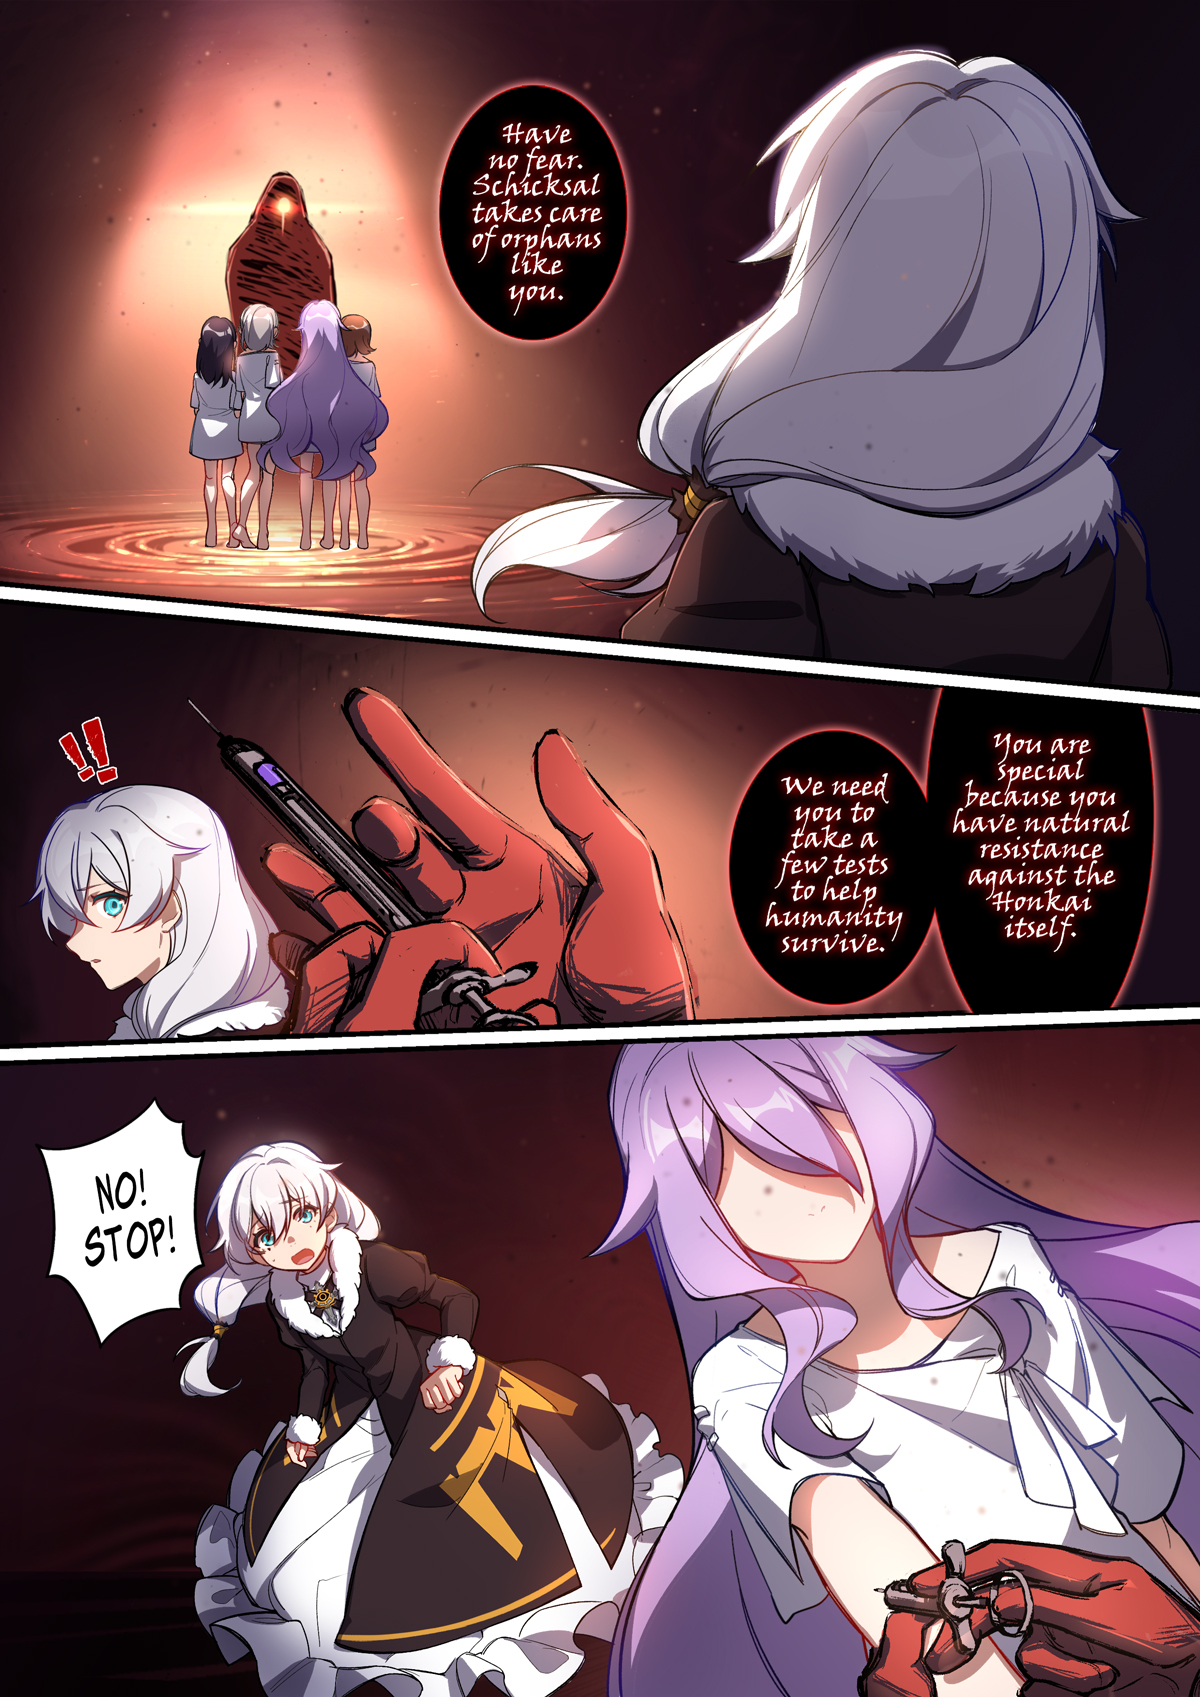 Have
no fear.
Schicksal
takes care
of orphans
like
you.
You are
special
because you
have natural
resistance
against the
Honkai
itself.
We need
you to
take a
few tests
to help
humanity
survive.
!!
NO!
STOP!